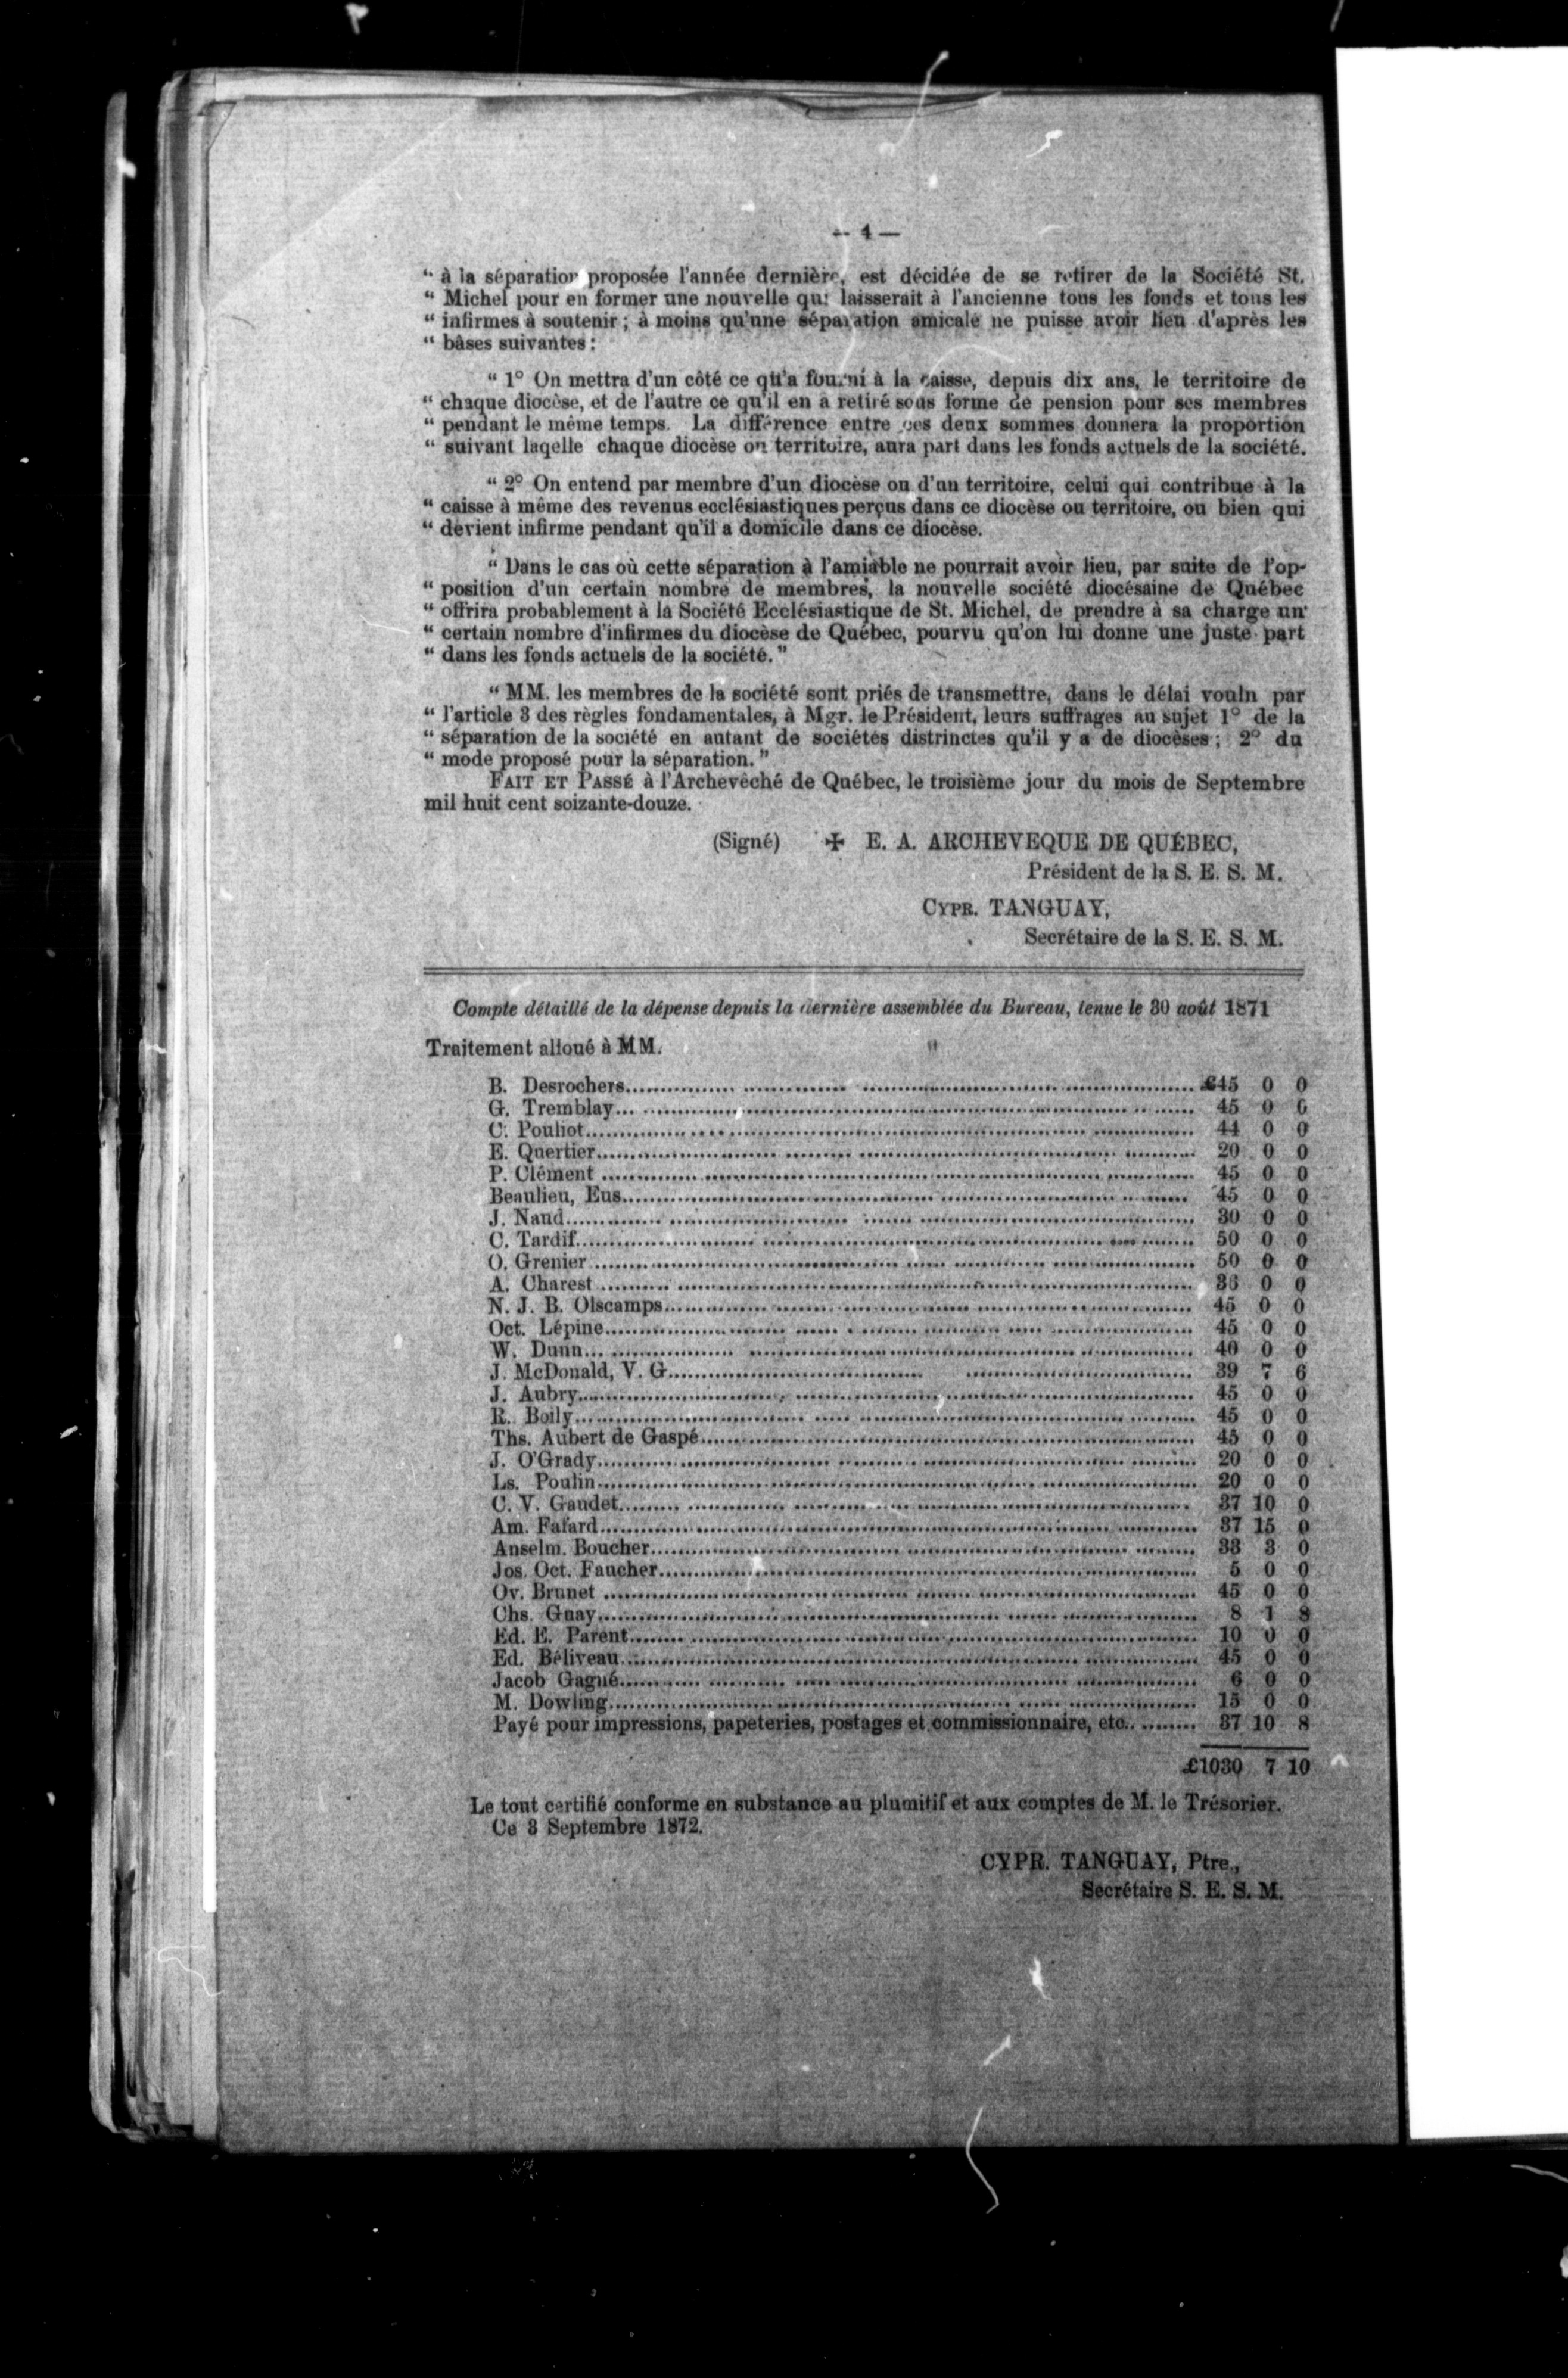 — 4 —
“ à la séparation proposée l'année dernière, est décidée de se retirer de la Société St.
“ Michel pour en former une nouvelle qui laisserait à l'ancienne tous les fonds et tous les
“ infirmes à soutenir ; à moins qu'une séparation amicale ne puisse avoir lieu d'après les
“ bâses suivantes :
“ 1° On mettra d'un côté ce qu'a fourni à la caisse, depuis dix ans, le territoire de
“ chaque diocèse, et de l'autre ce qu'il en a retiré sous forme de pension pour ses membres
“ pendant le même temps. La différence entre ces deux sommes donnera la proportion
“ suivant laqelle chaque diocèse on territoire, aura part dans les fonds actuels de la société.
“ 2° On entend par membre d'un diocèse ou d'un territoire, celui qui contribue à la
“ caisse à même des revenus ecclésiastiques perçus dans ce diocèse ou territoire, ou bien qui
“ devient infirme pendant qu'il a domicile dans ce diocèse.
“ Dans le cas où cette séparation à l'amiable ne pourrait avoir lieu, par suite de l'op-
“ position d'un certain nombre de membres, la nouvelle société diocésaine de Québec
“ offrira probablement à la Société Ecclésiastique de St. Michel, de prendre à sa charge un
“ certain nombre d'infirmes du diocèse de Québec, pourvu qu'on lui donne une juste part
“ dans les fonds actuels de la société.”
“ MM. les membres de la société sont priés de transmettre, dans le délai vouln par
“ l'article 3 des règles fondamentales, à Mgr. le Président, leurs suffrages au sujet 1° de la
“ séparation de la société en autant de sociétés distrinctes qu'il y a de diocèses ; 2° du
“ mode proposé pour la séparation.”
FAIT ET PASSÉ à l'Archevêché de Québec, le troisième jour du mois de Septembre
mil huit cent soizante-douze.
(Signé) ✠ E. A. ARCHEVEQUE DE QUÉBEC,
Président de la S. E. S. M.
CYPR. TANGUAY,
Secrétaire de la S. E. S. M.
Compte détaillé de la dépense depuis la dernière assemblée du Bureau, tenue le 30 août 1871
Traitement alloué à MM.
B. Desrochers........ £45 0 0
G. Tremblay........ 45 0 0
C. Pouliot........ 44 0 0
E. Quertier........ 20 0 0
P. Clément ........ 45 0 0
Beaulieu, Eus........ 45 0 0
J. Naud........ 30 0 0
C. Tardif........ 50 0 0
O. Grenier ........ 50 0 0
A. Charest ........ 36 0 0
N. J. B. Olscamps........ 45 0 0
Oct. Lépine........ 45 0 0
W. Dunn........ 40 0 0
J. McDonald, V. G........ 39 7 6
J. Aubry........ 45 0 0
R. Boily........ 45 0 0
Ths. Aubert de Gaspé........ 45 0 0
J. O'Grady........ 20 0 0
Ls. Poulin........ 20 0 0
C. V. Gaudet........ 37 10 0
Am. Fafard........ 37 15 0
Anselm. Boucher........ 33 3 0
Jos. Oct. Faucher........ 5 0 0
Ov. Brunet ........ 45 0 0
Chs. Guay........ 8 1 8
Ed. E. Parent........ 10 0 0
Ed. Béliveau........ 45 0 0
Jacob Gagné........ 6 0 0
M. Dowling........ 15 0 0
Payé pour impressions, papeteries, postages et commissionnaire, etc........ 37 10 8
£1030 7 10
Le tout certifié conforme en substance au plumitif et aux comptes de M. le Trésorier.
Ce 3 Septembre 1872.
CYPR. TANGUAY, Ptre.,
Secrétaire S. E. S. M.